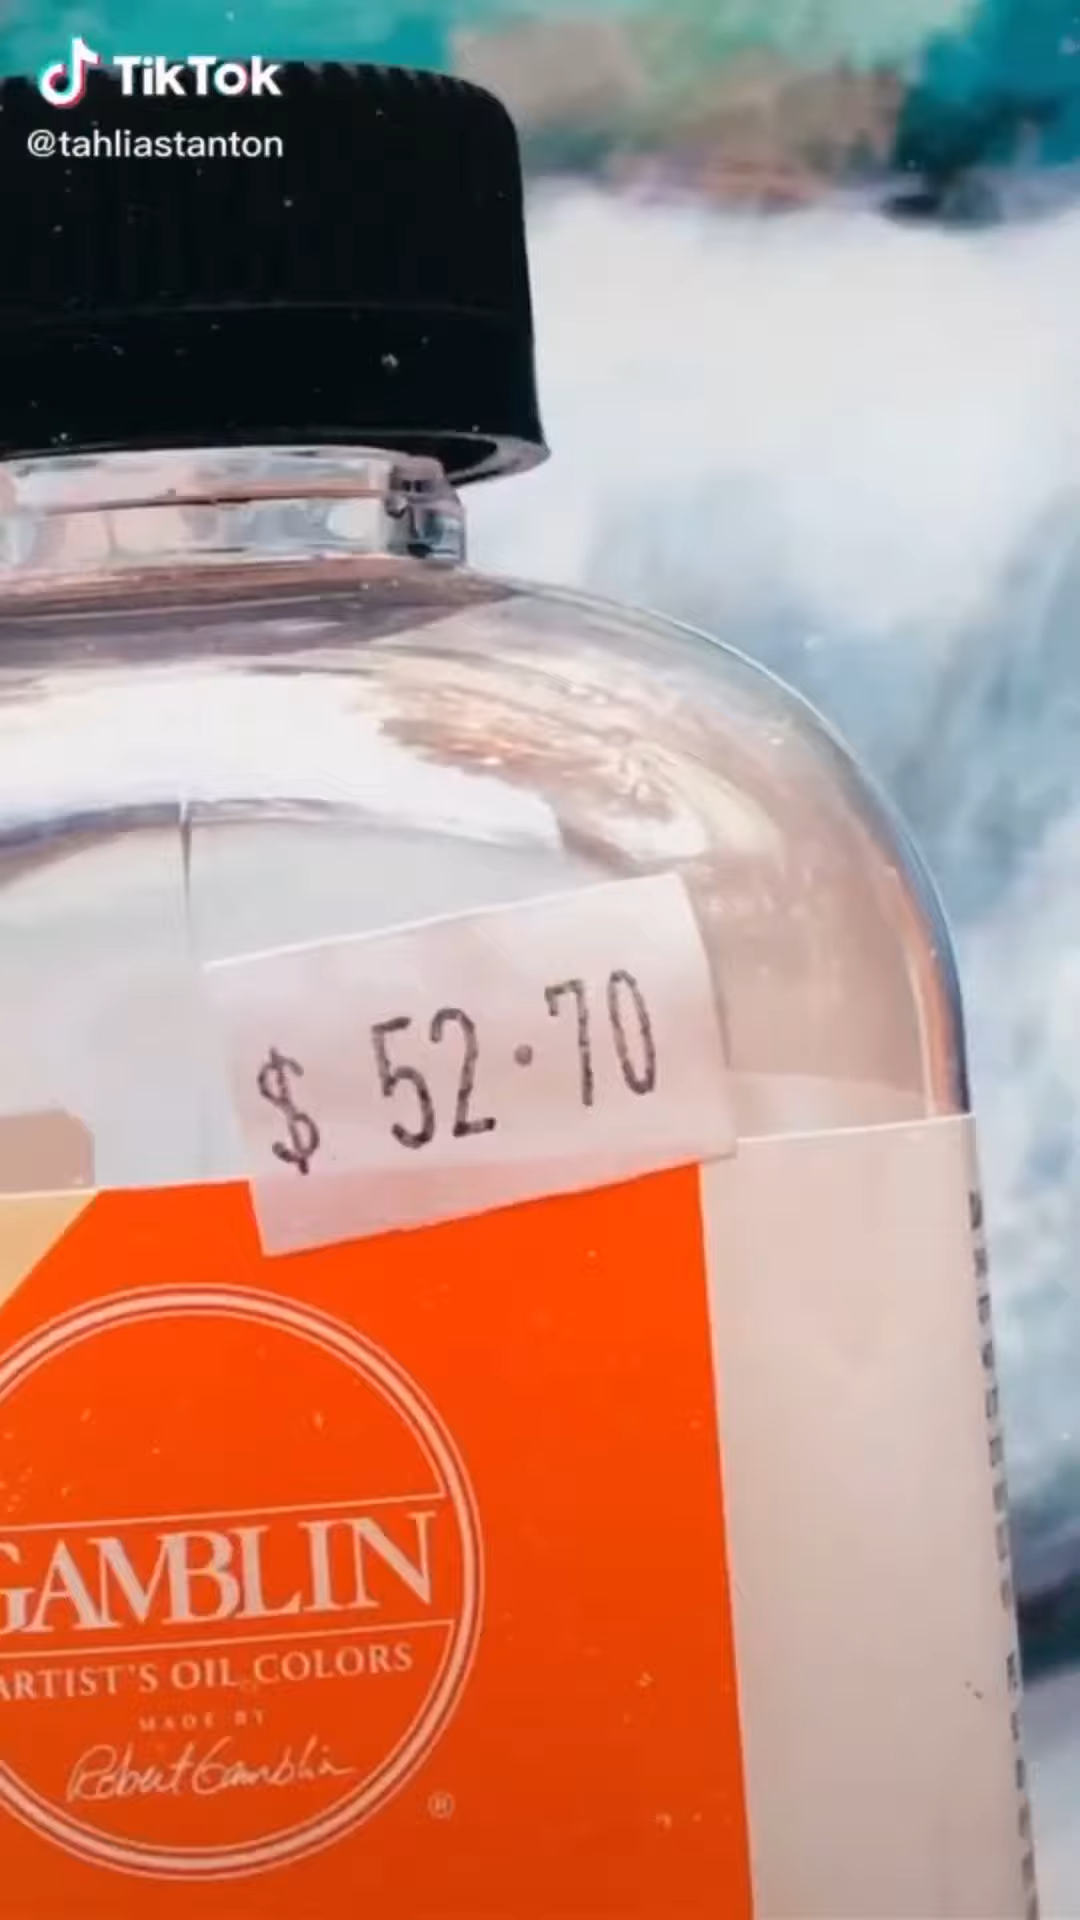 TikTok
@tahliastanton
$ 52.70
GAMBLIN
ARTIST'S OIL COLORS
MADE BY
Robert Gamblin
®